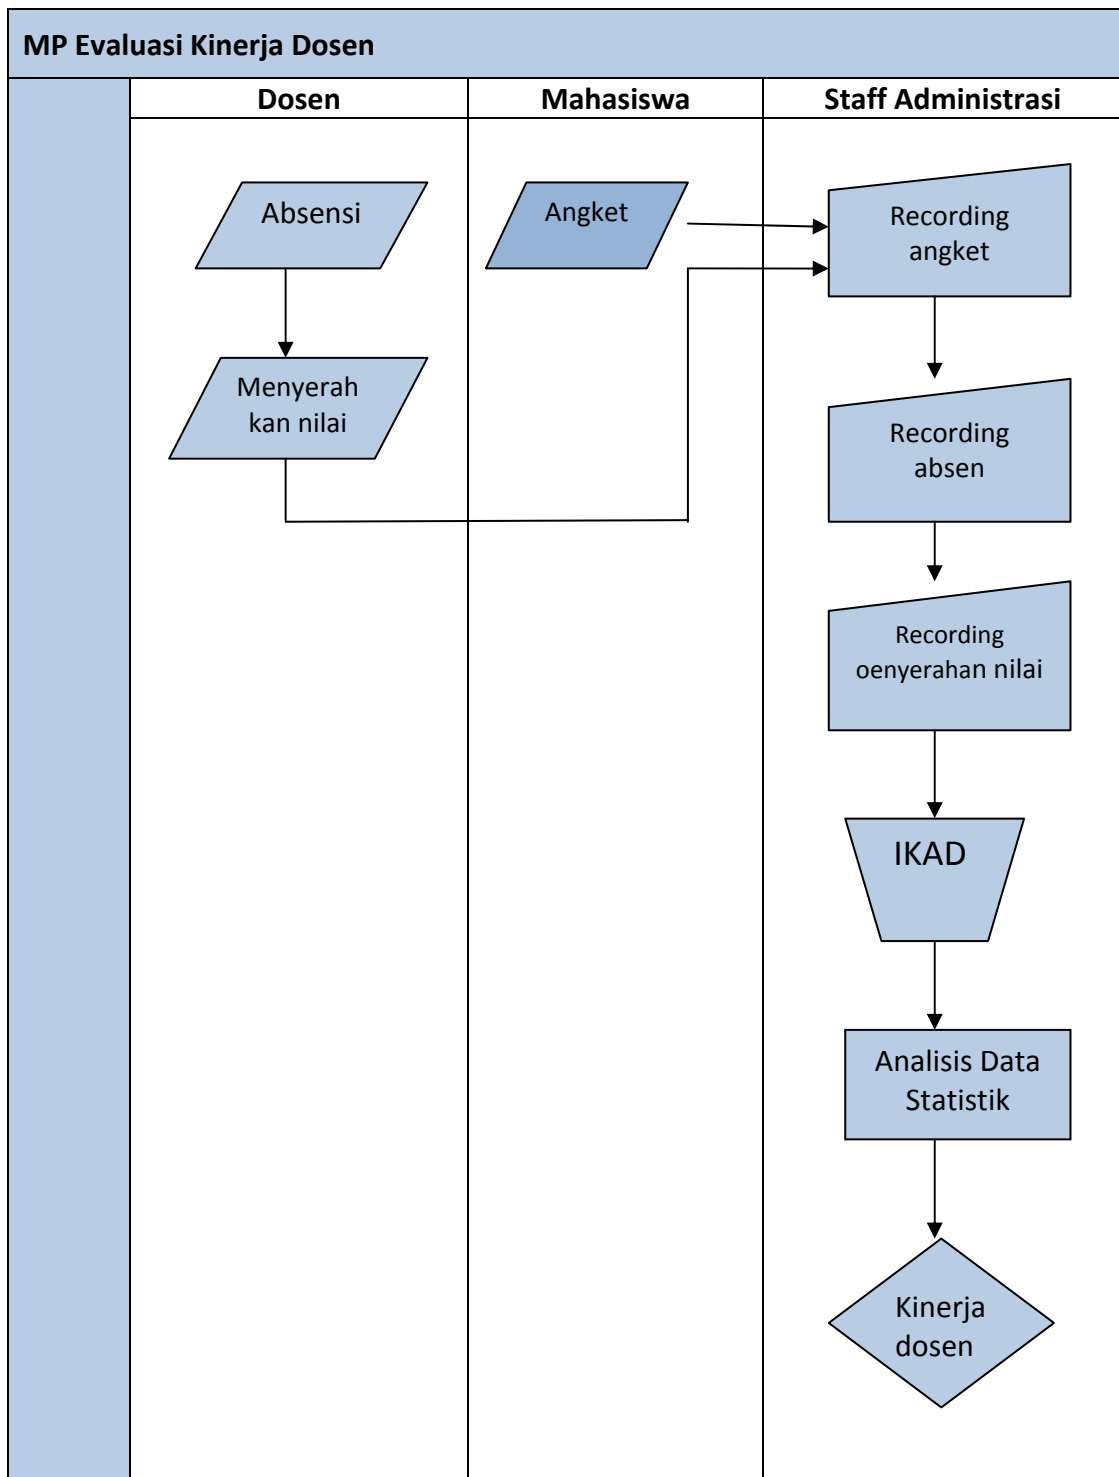 MP Evaluasi Kinerja Dosen
Dosen
Mahasiswa
Staff Administrasi
Absensi
Angket
Recording
angket
Menyerah
kan nilai
Recording
absen
Recording
oenyerahan nilai
IKAD
Analisis Data
Statistik
Kinerja
dosen